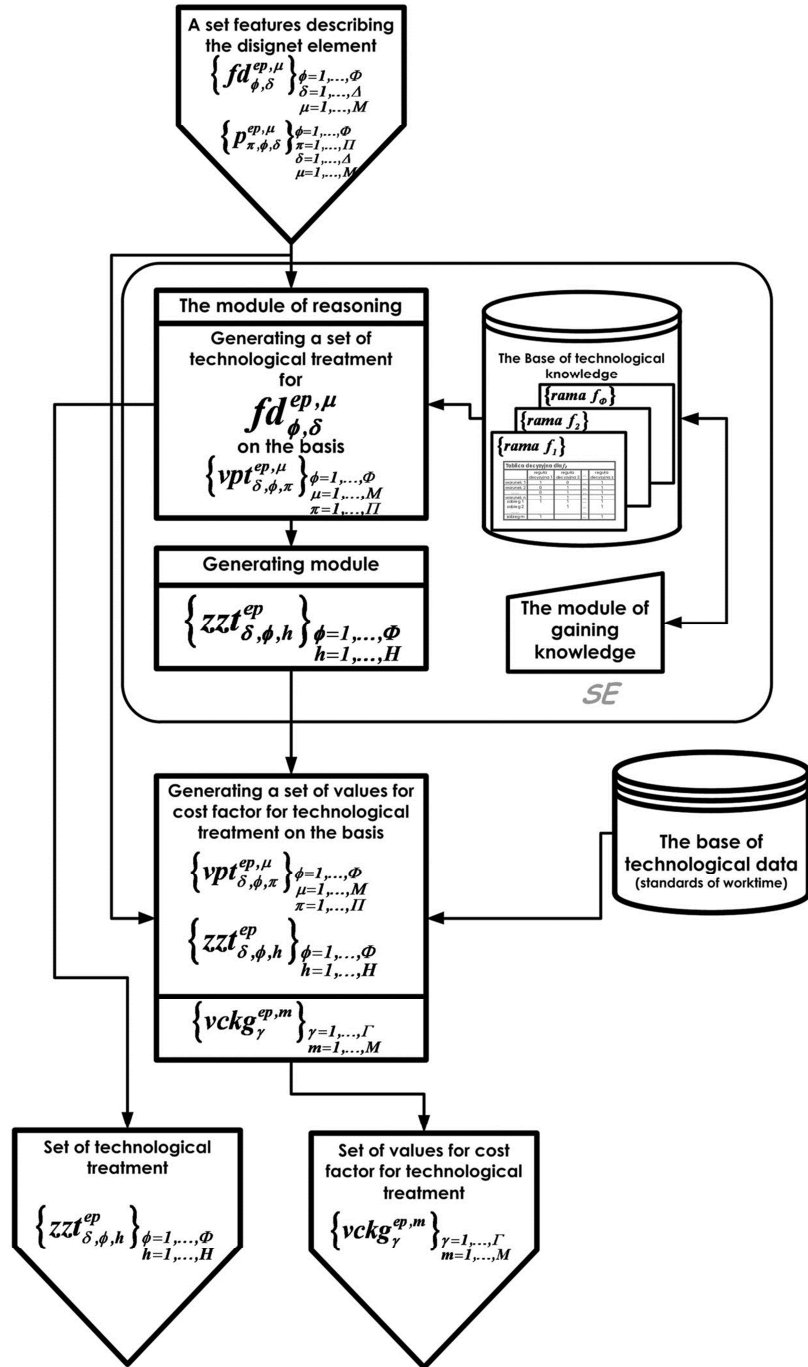 A set features describing
the disignet element
{fd^{ep,μ}_{ϕ,δ}} ϕ=1,...,Φ
δ=1,...,Δ
μ=1,...,M
{p^{ep,μ}_{π,ϕ,δ}} ϕ=1,...,Φ
π=1,...,Π
δ=1,...,Δ
μ=1,...,M
The module of reasoning
Generating a set of
technological treatment
for
fd^{ep,μ}_{ϕ,δ}
on the basis
{vpt^{ep,μ}_{δ,ϕ,π}} ϕ=1,...,Φ
μ=1,...,M
π=1,...,Π
The Base of technological
knowledge
{rama f_Φ}
{rama f_2}
{rama f_1}
Generating module
{zzt^{ep}_{δ,ϕ,h}} ϕ=1,...,Φ
h=1,...,H
The module of
gaining
knowledge
SE
Generating a set of values for
cost factor for technological
treatment on the basis
{vpt^{ep,μ}_{δ,ϕ,π}} ϕ=1,...,Φ
μ=1,...,M
π=1,...,Π
{zzt^{ep}_{δ,ϕ,h}} ϕ=1,...,Φ
h=1,...,H
{vckg^{ep,m}_γ} γ=1,...,Γ
m=1,...,M
The base of
technological data
(standards of worktime)
Set of technological
treatment
{zzt^{ep}_{δ,ϕ,h}} ϕ=1,...,Φ
h=1,...,H
Set of values for cost
factor for technological
treatment
{vckg^{ep,m}_γ} γ=1,...,Γ
m=1,...,M